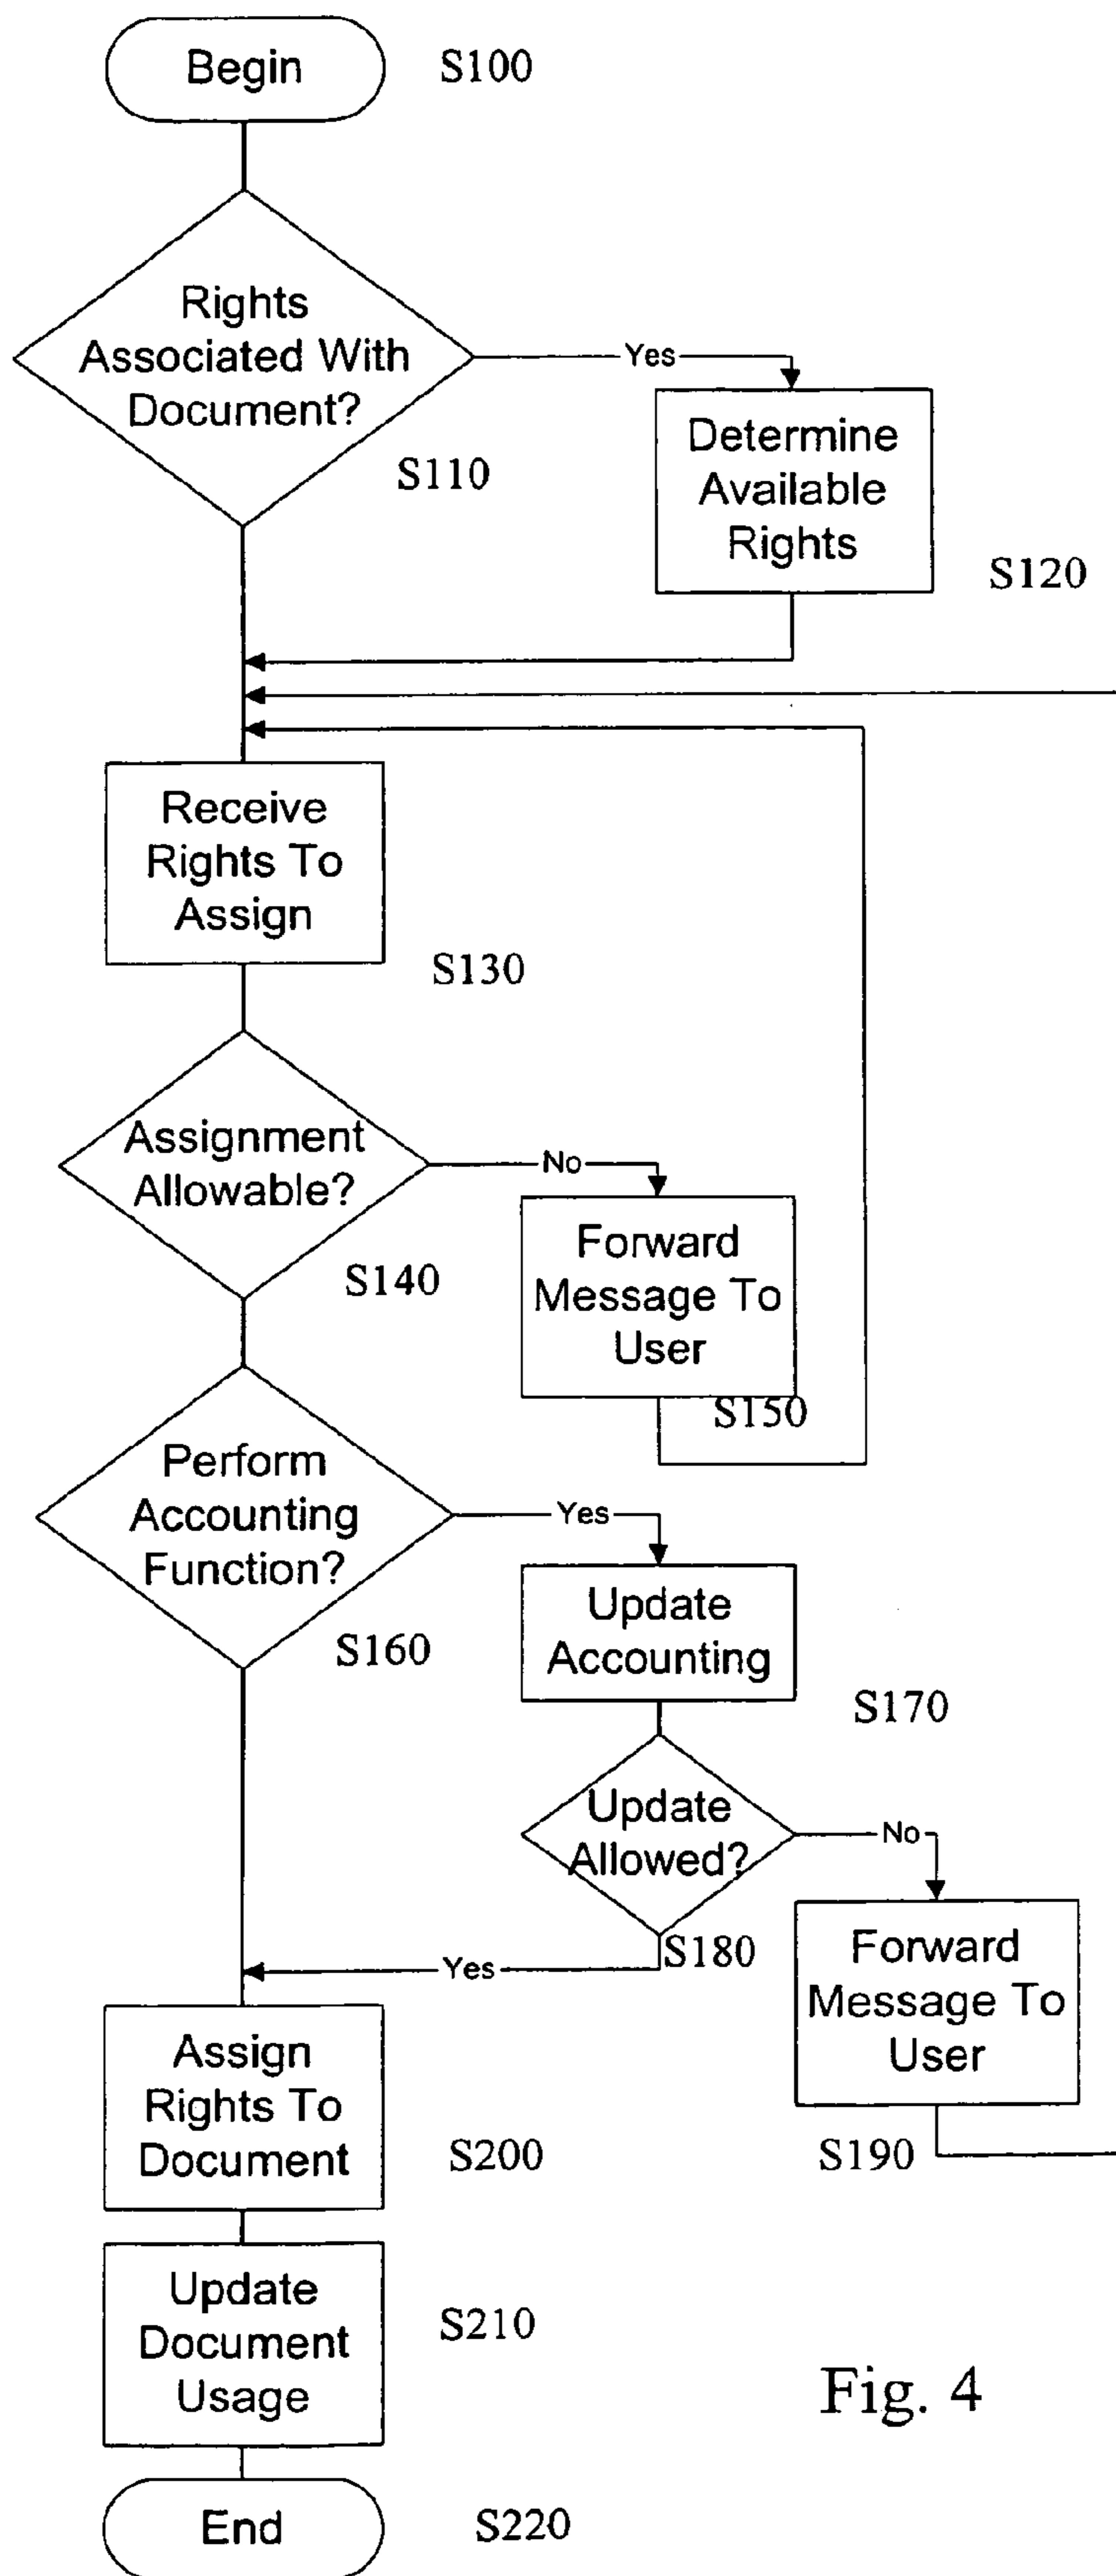 Begin
S100
Rights
Associated With
Document?
S110
Yes
Determine
Available
Rights
S120
Receive
Rights To
Assign
S130
Assignment
Allowable?
S140
No
Forward
Message To
User
S150
Perform
Accounting
Function?
S160
Yes
Update
Accounting
S170
Update
Allowed?
S180
No
Forward
Message To
User
S190
Yes
Assign
Rights To
Document
S200
Update
Document
Usage
S210
Fig. 4
End
S220